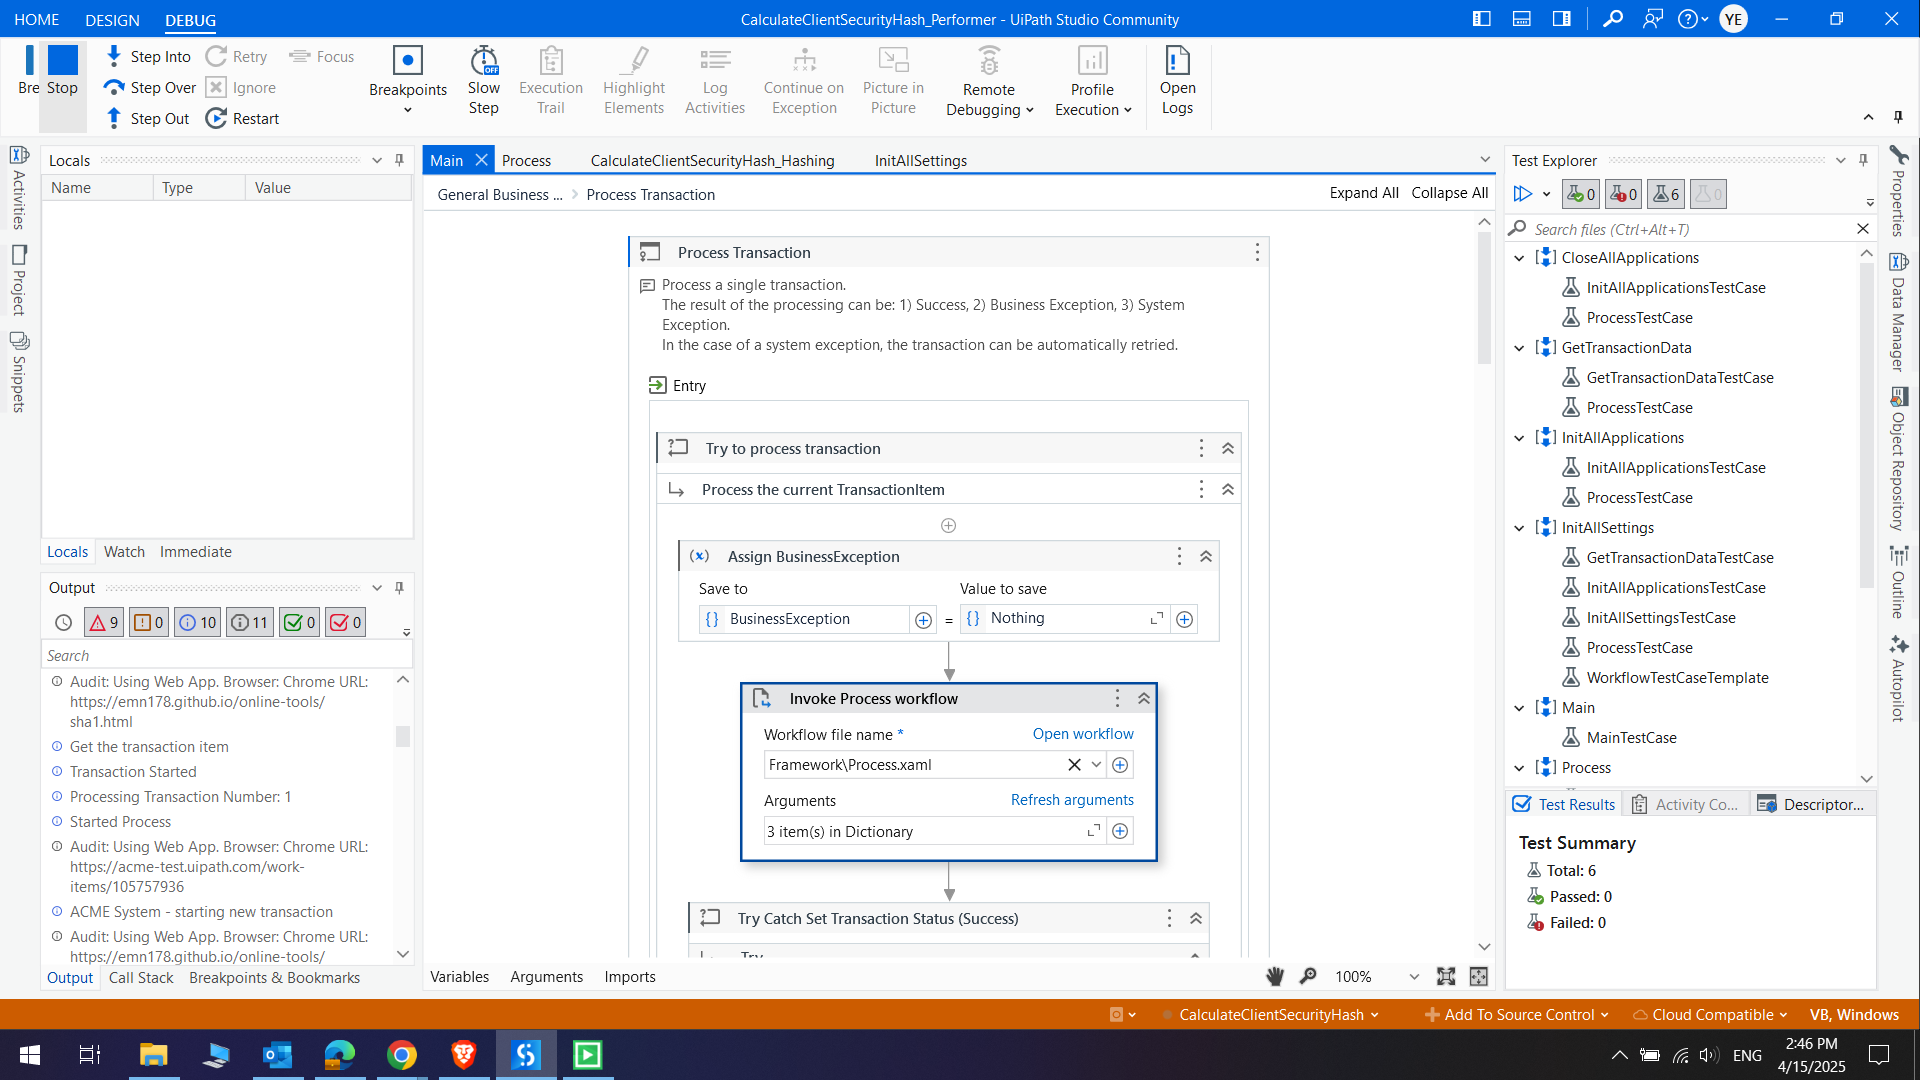 HOME
DESIGN
DEBUG
CalculateClientSecurityHash_Performer - UiPath Studio Community
YE
Bre
Stop
Step Into
Step Over
Step Out
Retry
Ignore
Restart
Focus
Breakpoints
OFF
Slow
Step
Execution
Trail
Highlight
Elements
Log
Activities
Continue on
Exception
Picture in
Picture
Remote
Debugging
Profile
Execution
Open
Logs
Activities
Project
Snippets
Locals
Name
Type
Value
Locals
Watch
Immediate
Output
9
0
10
11
0
0
Search
Audit: Using Web App. Browser: Chrome URL:
https://emn178.github.io/online-tools/
sha1.html
Get the transaction item
Transaction Started
Processing Transaction Number: 1
Started Process
Audit: Using Web App. Browser: Chrome URL:
https://acme-test.uipath.com/work-
items/105757936
ACME System - starting new transaction
Audit: Using Web App. Browser: Chrome URL:
https://emn178.github.io/online-tools/
Output
Call Stack
Breakpoints & Bookmarks
Main
Process
CalculateClientSecurityHash_Hashing
InitAllSettings
General Business ...
Process Transaction
Expand All
Collapse All
Process Transaction
Process a single transaction.
The result of the processing can be: 1) Success, 2) Business Exception, 3) System
Exception.
In the case of a system exception, the transaction can be automatically retried.
Entry
Try to process transaction
Process the current TransactionItem
Assign BusinessException
Save to
Value to save
BusinessException
=
Nothing
Invoke Process workflow
Workflow file name *
Open workflow
Framework\Process.xaml
Arguments
Refresh arguments
3 item(s) in Dictionary
Try Catch Set Transaction Status (Success)
Try
Variables
Arguments
Imports
100%
Test Explorer
0
0
6
0
Search files (Ctrl+Alt+T)
CloseAllApplications
InitAllApplicationsTestCase
ProcessTestCase
GetTransactionData
GetTransactionDataTestCase
ProcessTestCase
InitAllApplications
InitAllApplicationsTestCase
ProcessTestCase
InitAllSettings
GetTransactionDataTestCase
InitAllApplicationsTestCase
InitAllSettingsTestCase
ProcessTestCase
WorkflowTestCaseTemplate
Main
MainTestCase
Process
Test Results
Activity Co...
Descriptor...
Test Summary
Total: 6
Passed: 0
Failed: 0
Properties
Data Manager
Object Repository
Outline
Autopilot
CalculateClientSecurityHash
Add To Source Control
Cloud Compatible
VB, Windows
ENG
2:46 PM
4/15/2025